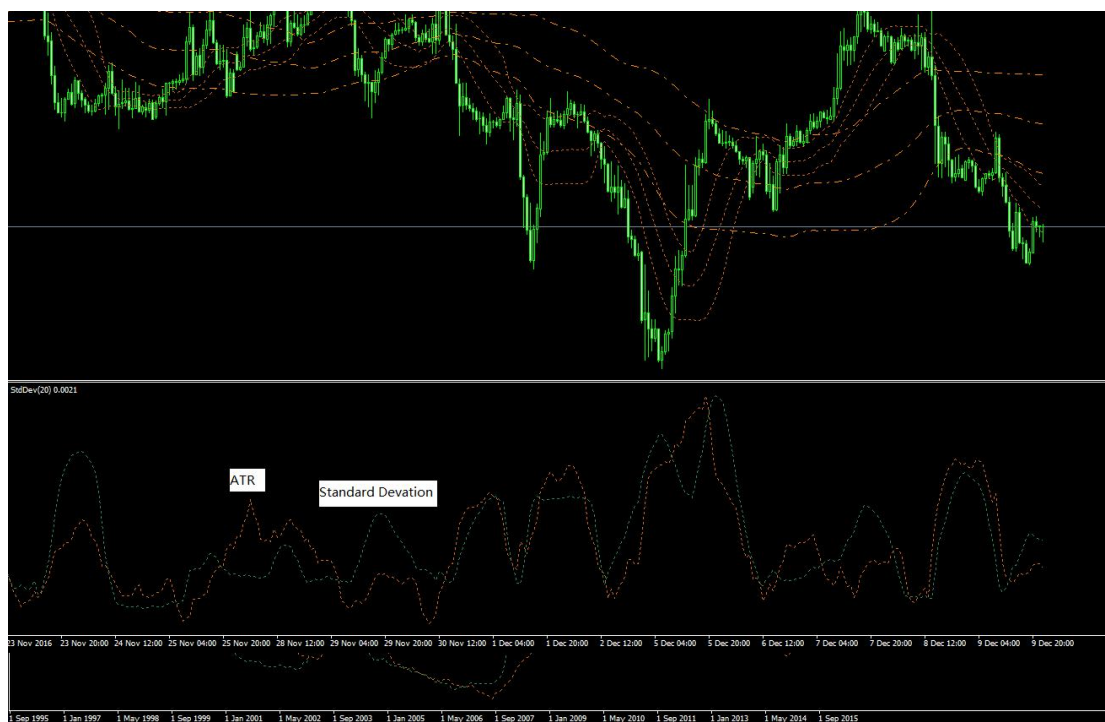 StdDev(20) 0.0021
ATR
Standard Devation
23 Nov 2016 23 Nov 20:00 24 Nov 12:00 25 Nov 04:00 25 Nov 20:00 28 Nov 12:00 29 Nov 04:00 29 Nov 20:00 30 Nov 12:00 1 Dec 04:00 1 Dec 20:00 2 Dec 12:00 5 Dec 04:00 5 Dec 20:00 6 Dec 12:00 7 Dec 04:00 7 Dec 20:00 8 Dec 12:00 9 Dec 04:00 9 Dec 20:00
1 Sep 1995 1 Jan 1997 1 May 1998 1 Sep 1999 1 Jan 2001 1 May 2002 1 Sep 2003 1 Jan 2005 1 May 2006 1 Sep 2007 1 Jan 2009 1 May 2010 1 Sep 2011 1 Jan 2013 1 May 2014 1 Sep 2015